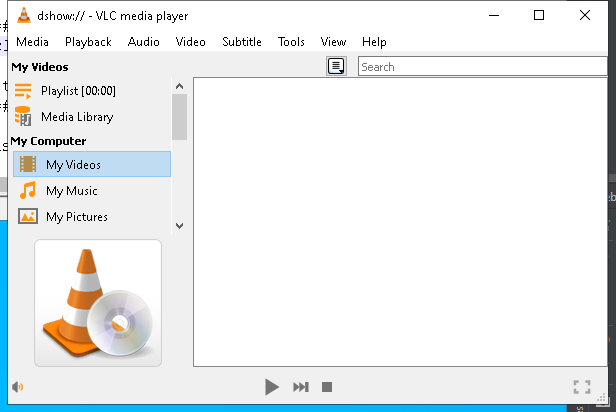 dshow:// - VLC media player
Media Playback Audio Video Subtitle Tools View Help
My Videos
Search
Playlist [00:00]
Media Library
My Computer
My Videos
My Music
My Pictures